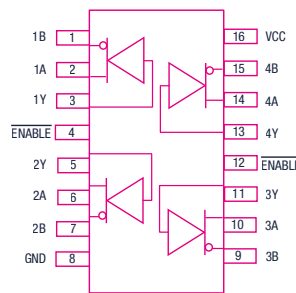 1B 1 16 VCC
1A 2 15 4B
1Y 3 14 4A
ENABLE 4 13 4Y
2Y 5 12 ENABLE
2A 6 11 3Y
2B 7 10 3A
GND 8 9 3B